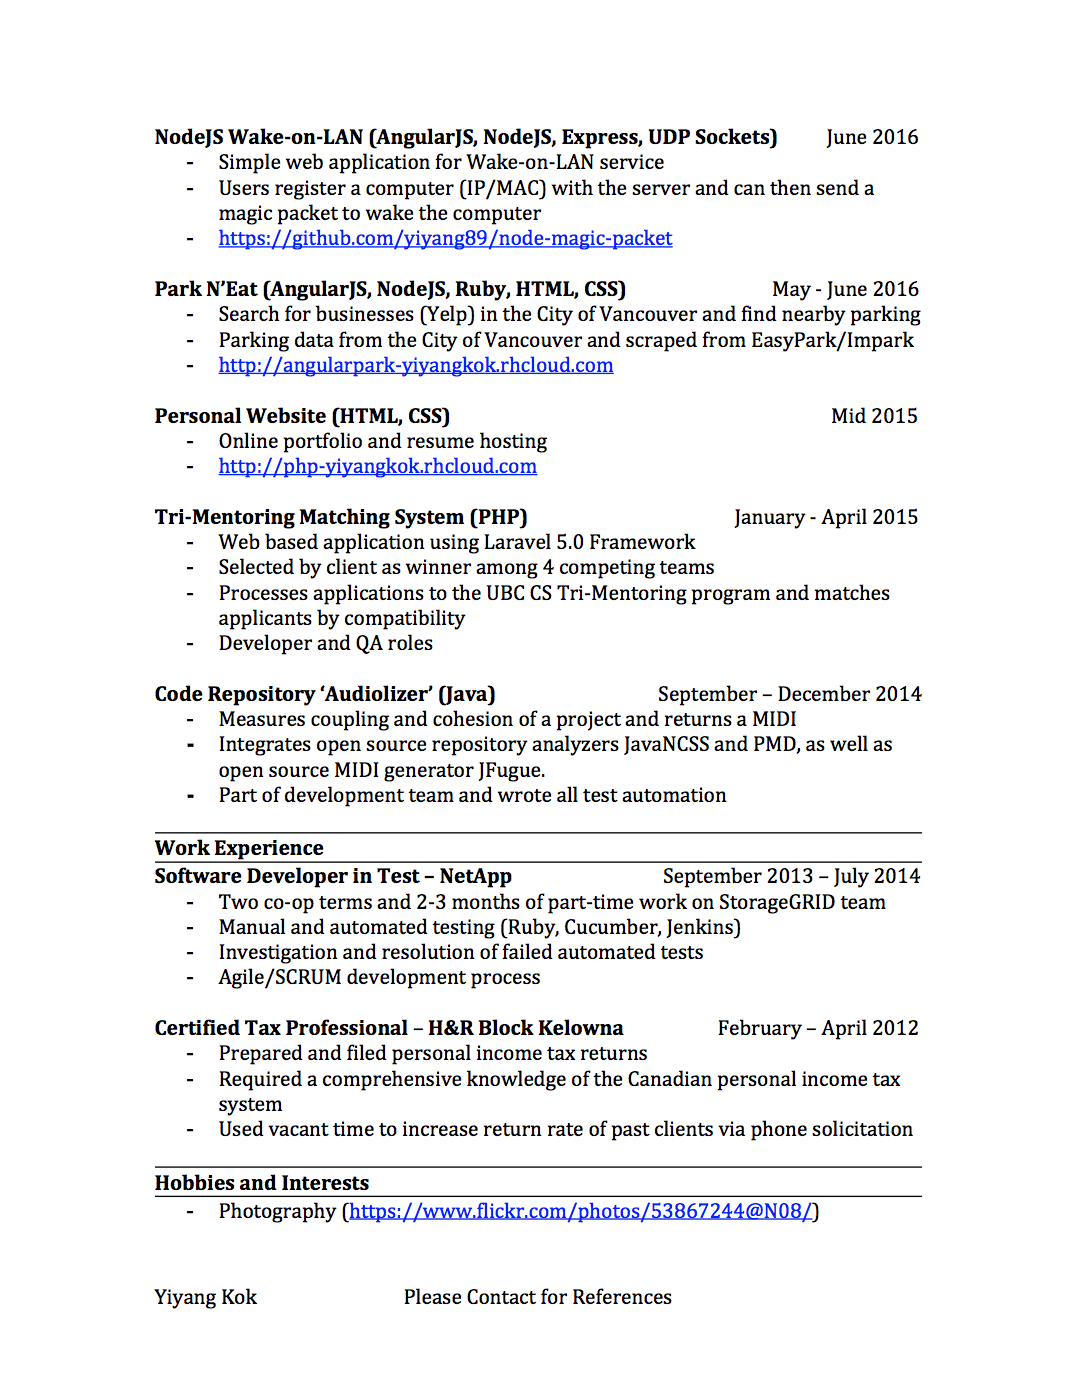 NodeJS Wake-on-LAN (AngularJS, NodeJS, Express, UDP Sockets) June 2016
- Simple web application for Wake-on-LAN service
- Users register a computer (IP/MAC) with the server and can then send a
magic packet to wake the computer
- https://github.com/yiyang89/node-magic-packet
Park N’Eat (AngularJS, NodeJS, Ruby, HTML, CSS) May - June 2016
- Search for businesses (Yelp) in the City of Vancouver and find nearby parking
- Parking data from the City of Vancouver and scraped from EasyPark/Impark
- http://angularpark-yiyangkok.rhcloud.com
Personal Website (HTML, CSS) Mid 2015
- Online portfolio and resume hosting
- http://php-yiyangkok.rhcloud.com
Tri-Mentoring Matching System (PHP) January - April 2015
- Web based application using Laravel 5.0 Framework
- Selected by client as winner among 4 competing teams
- Processes applications to the UBC CS Tri-Mentoring program and matches
applicants by compatibility
- Developer and QA roles
Code Repository ‘Audiolizer’ (Java) September – December 2014
- Measures coupling and cohesion of a project and returns a MIDI
- Integrates open source repository analyzers JavaNCSS and PMD, as well as
open source MIDI generator JFugue.
- Part of development team and wrote all test automation
Work Experience
Software Developer in Test – NetApp September 2013 – July 2014
- Two co-op terms and 2-3 months of part-time work on StorageGRID team
- Manual and automated testing (Ruby, Cucumber, Jenkins)
- Investigation and resolution of failed automated tests
- Agile/SCRUM development process
Certified Tax Professional – H&R Block Kelowna February – April 2012
- Prepared and filed personal income tax returns
- Required a comprehensive knowledge of the Canadian personal income tax
system
- Used vacant time to increase return rate of past clients via phone solicitation
Hobbies and Interests
- Photography (https://www.flickr.com/photos/53867244@N08/)
Yiyang Kok Please Contact for References